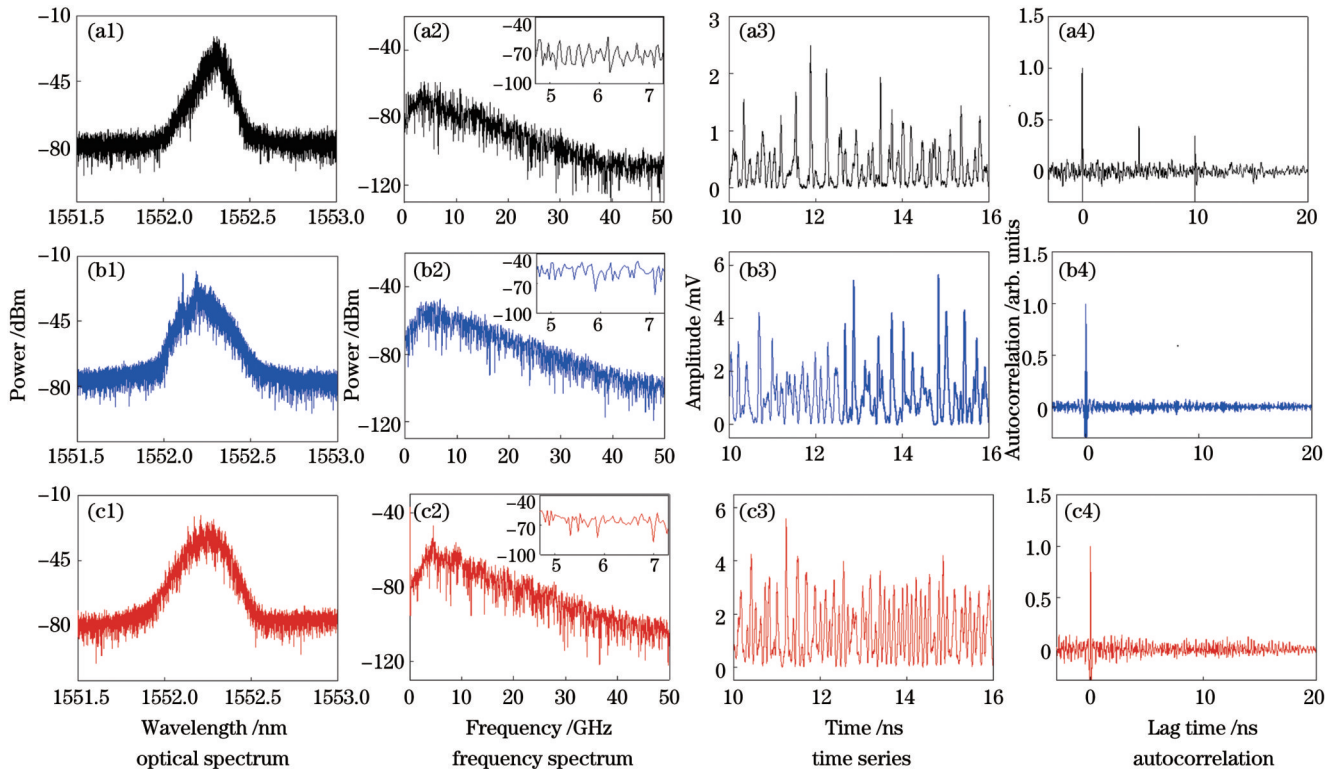 −10
−45
−80
(a1)
1551.5 1552.0 1552.5 1553.0
−40
−80
−120
(a2)
−40
−70
−100
5 6 7
0 10 20 30 40 50
3
2
1
0
(a3)
10 12 14 16
1.5
1.0
0.5
0
(a4)
0 10 20
−10
−45
−80
(b1)
1551.5 1552.0 1552.5 1553.0
−40
−80
−120
(b2)
−40
−70
−100
5 6 7
0 10 20 30 40 50
6
4
2
0
(b3)
10 12 14 16
1.5
1.0
0.5
0
(b4)
0 10 20
Power /dBm
Power /dBm
Amplitude /mV
Autocorrelation /arb. units
−10
−45
−80
(c1)
1551.5 1552.0 1552.5 1553.0
−40
−80
−120
(c2)
−40
−70
−100
5 6 7
0 10 20 30 40 50
6
4
2
0
(c3)
10 12 14 16
1.5
1.0
0.5
0
(c4)
0 10 20
Wavelength /nm
optical spectrum
Frequency /GHz
frequency spectrum
Time /ns
time series
Lag time /ns
autocorrelation